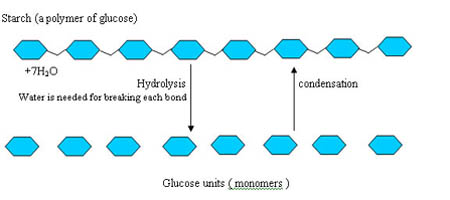 Starch (a polymer of glucose)
+7H₂O
Hydrolysis
condensation
Water is needed for breaking each bond
Glucose units ( monomers )